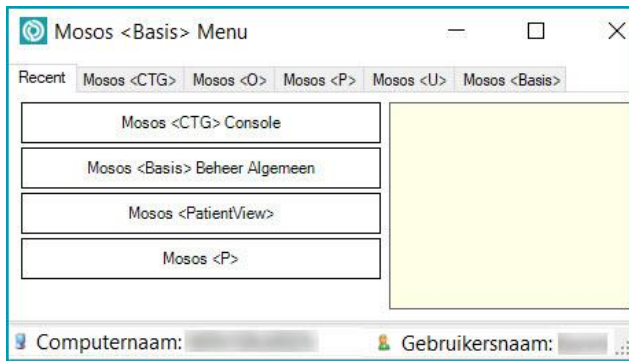 Mosos <Basis> Menu
Recent Mosos <CTG> Mosos <O> Mosos <P> Mosos <U> Mosos <Basis>
Mosos <CTG> Console
Mosos <Basis> Beheer Algemeen
Mosos <PatientView>
Mosos <P>
Computernaam: Gebruikersnaam: